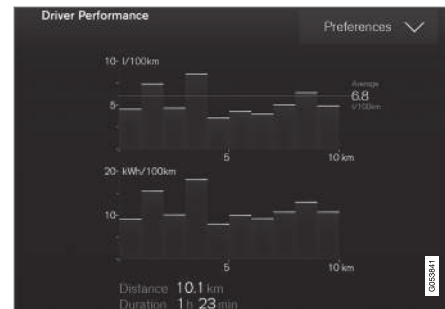 Driver Performance
Preferences
10- l/100km
Average
6.8
l/100km
5-
5
10 km
20- kWh/100km
10-
5
10 km
Distance 10.1 km
Duration 1 h 23 min
G053841